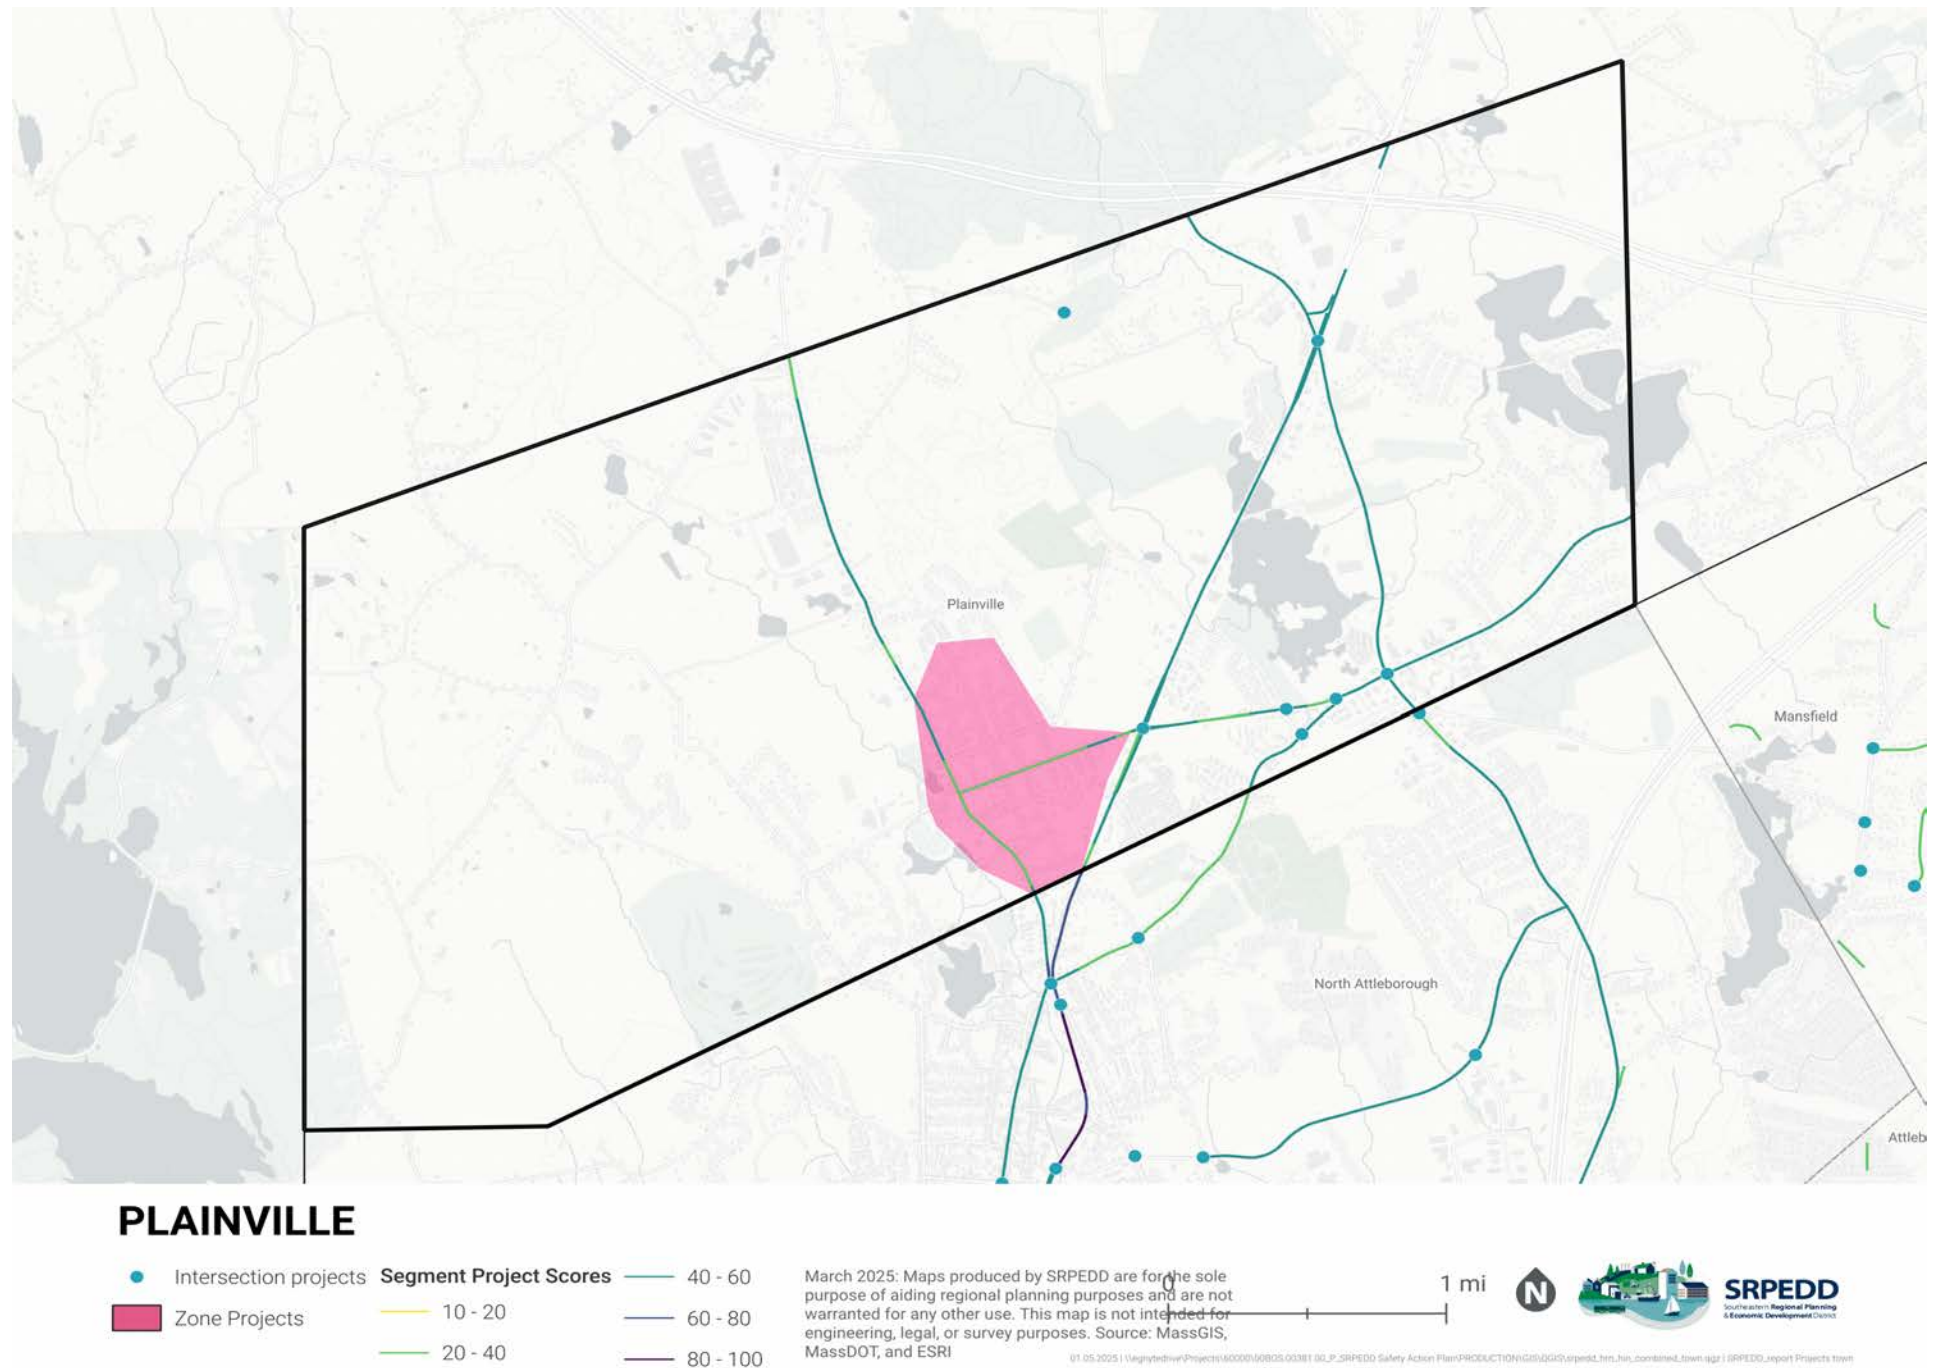 Plainville
Mansfield
North Attleborough
Attleb
PLAINVILLE
Intersection projects
Zone Projects
Segment Project Scores
10 - 20
20 - 40
40 - 60
60 - 80
80 - 100
March 2025: Maps produced by SRPEDD are for the sole
purpose of aiding regional planning purposes and are not
warranted for any other use. This map is not intended for
engineering, legal, or survey purposes. Source: MassGIS,
MassDOT, and ESRI
0
1 mi
N
SRPEDD
Southeastern Regional Planning
& Economic Development District